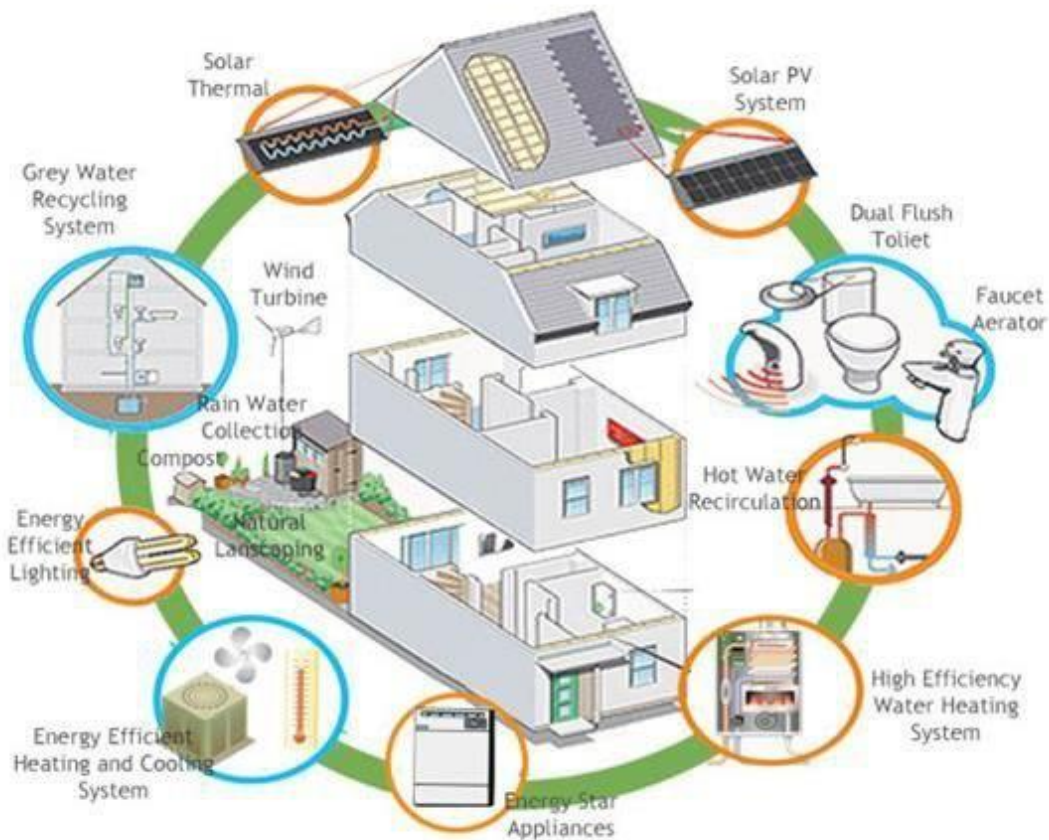 Solar
Thermal
Solar PV
System
Grey Water
Recycling
System
Dual Flush
Toliet
Wind
Turbine
Faucet
Aerator
Rain Water
Collection
Compost
Hot Water
Recirculation
Energy
Efficient
Lighting
Natural
Lanscoping
High Efficiency
Water Heating
System
Energy Efficient
Heating and Cooling
System
Energy Star
Appliances